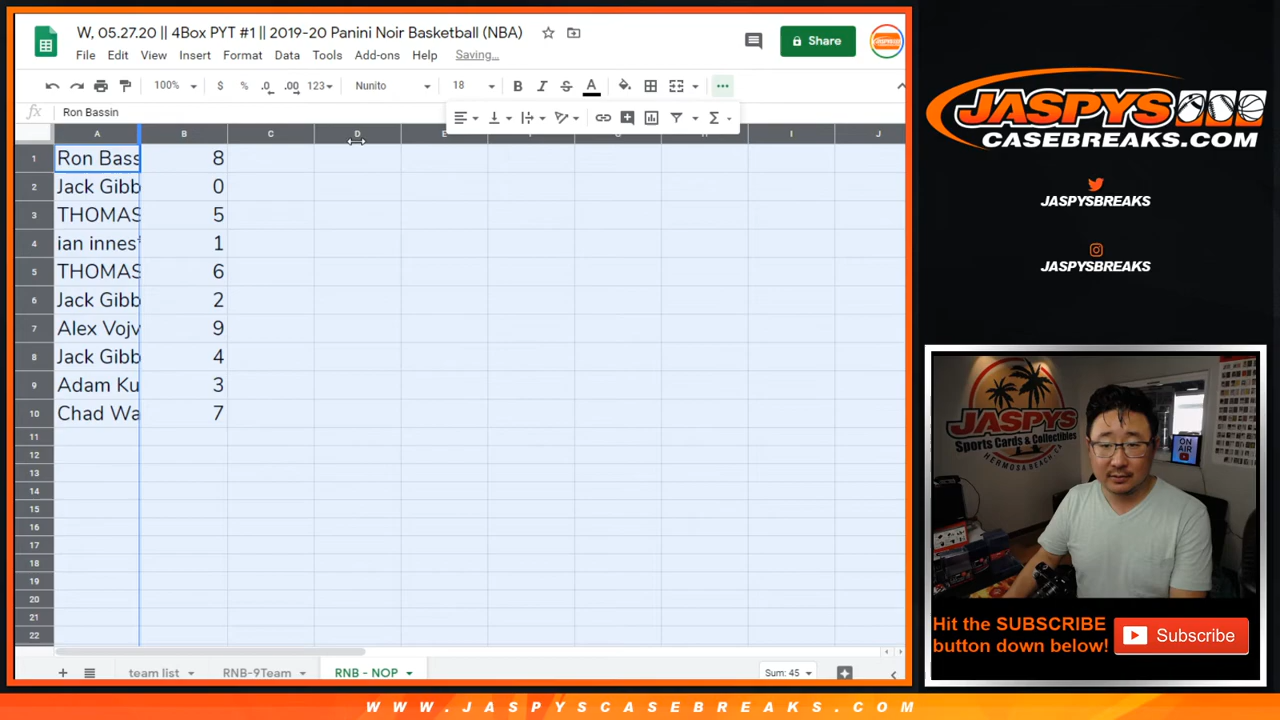 W, 05.27.20 || 4Box PYT #1 || 2019-20 Panini Noir Basketball (NBA)
Share
File Edit View Insert Format Data Tools Add-ons Help Saving...
100% $ % .0 .00 123 Nunito 18 B I S A ...
fx Ron Bassin
A B C D I J
1 Ron Bass 8
2 Jack Gibb 0
3 THOMAS 5
4 ian innes* 1
5 THOMAS 6
6 Jack Gibb 2
7 Alex Vojv 9
8 Jack Gibb 4
9 Adam Ku 3
10 Chad Wa 7
11
12
13
14
15
16
17
18
19
20
21
22
+ team list RNB-9Team RNB - NOP Sum: 45
JASPYS
CASEBREAKS.COM
JASPYSBREAKS
JASPYSBREAKS
JASPYS
Sports Cards & Collectibles
HERMOSA BEACH, CA
ON AIR
Hit the SUBSCRIBE
button down below!
Subscribe
WWW.JASPYSCASEBREAKS.COM